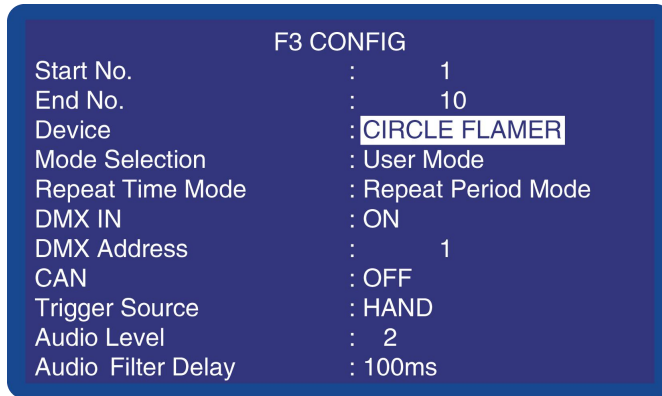 F3 CONFIG
Start No. : 1
End No. : 10
Device : CIRCLE FLAMER
Mode Selection : User Mode
Repeat Time Mode : Repeat Period Mode
DMX IN : ON
DMX Address : 1
CAN : OFF
Trigger Source : HAND
Audio Level : 2
Audio Filter Delay : 100ms